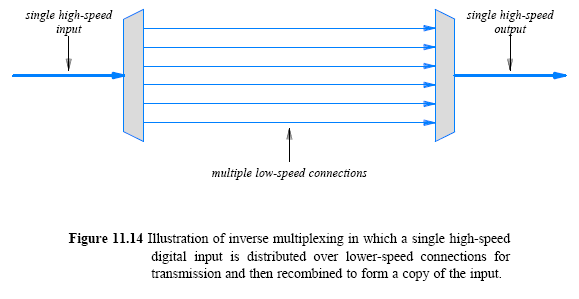 single high-speed
input
single high-speed
output
multiple low-speed connections
Figure 11.14 Illustration of inverse multiplexing in which a single high-speed
digital input is distributed over lower-speed connections for
transmission and then recombined to form a copy of the input.